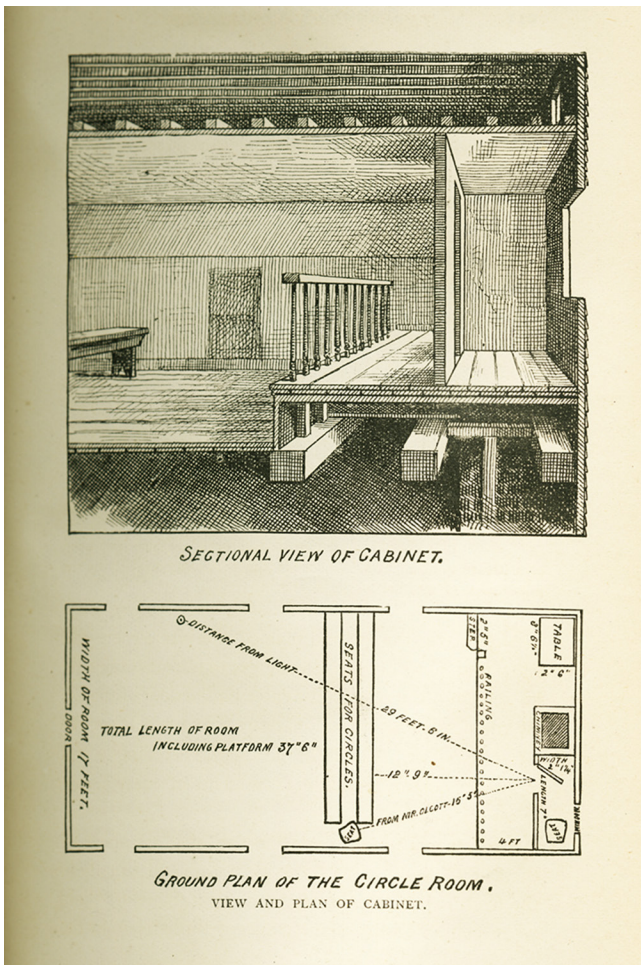 SECTIONAL VIEW OF CABINET.
WIDTH OF ROOM 17 FEET.
DOOR
TOTAL LENGTH OF ROOM
INCLUDING PLATFORM 37"6"
DISTANCE FROM LIGHT
29 FEET-6 IN.
SEATS FOR CIRCLES.
12" 9"
SEAT
FROM MR. OLCOTT-15"5"
STEP
2"5"
RAILING
4 FT
TABLE
2" 6"
CHIMNEY
WIDTH
LENGTH 7"
GROUND PLAN OF THE CIRCLE ROOM.
VIEW AND PLAN OF CABINET.